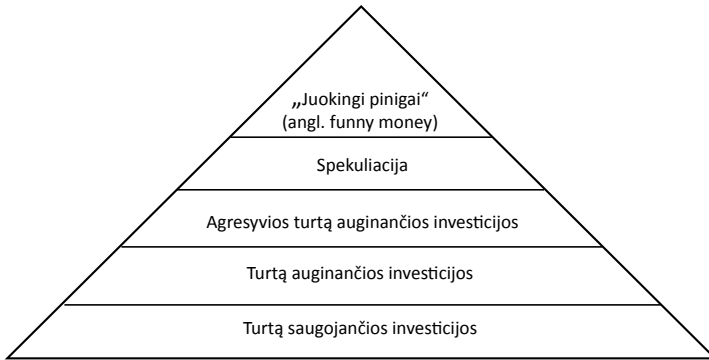 „Juokingi pinigai“
(angl. funny money)
Spekuliacija
Agresyvios turtą auginančios investicijos
Turtą auginančios investicijos
Turtą saugojančios investicijos